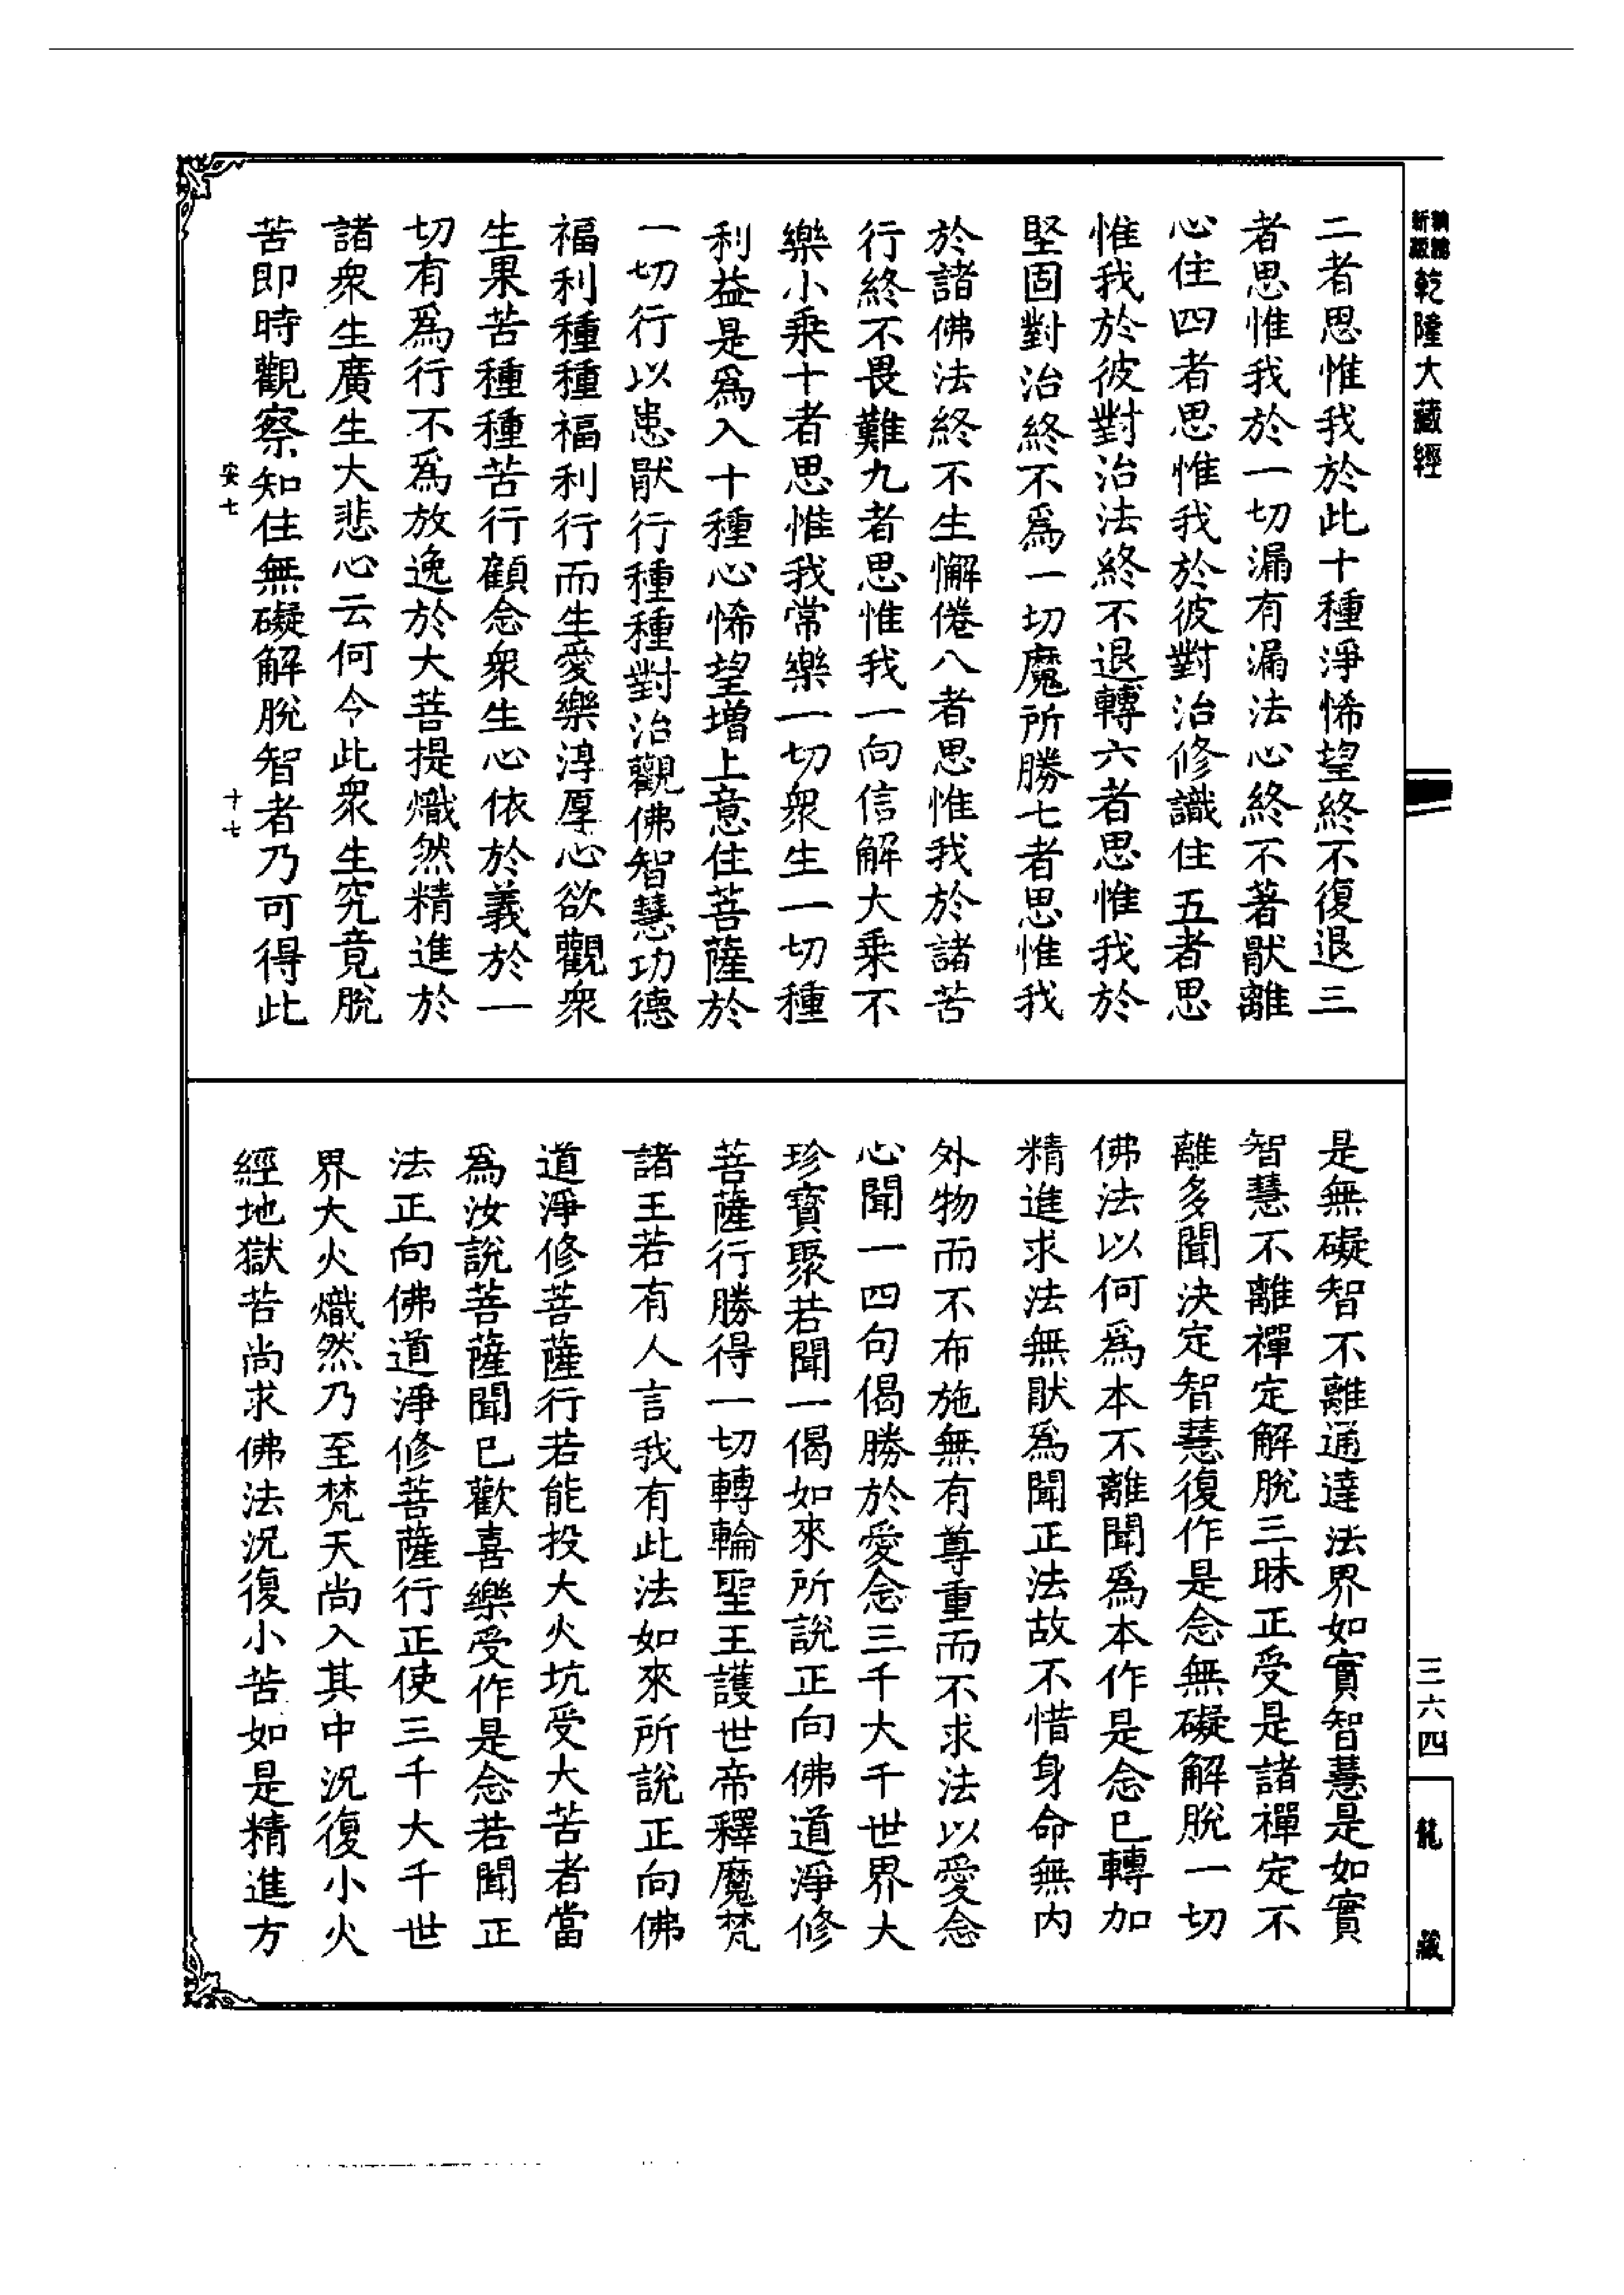 精編新版乾隆大藏經
二者思惟我於此十種淨悕望終不復退三
者思惟我於一切漏有漏法心終不著猒離
心住四者思惟我於彼對治修識住五者思
惟我於彼對治法終不退轉六者思惟我於
堅固對治終不爲一切魔所勝七者思惟我
於諸佛法終不生懈倦八者思惟我於諸苦
行終不畏難九者思惟我一向信解大乘不
樂小乘十者思惟我常樂一切衆生一切種
利益是爲入十種心悕望增上意住菩薩於
一切行以患猒行種種對治觀佛智慧功德
福利種種福利行而生愛樂淳厚心欲觀衆
生果苦種種苦行顧念衆生心依於義於一
切有爲行不爲放逸於大菩提熾然精進於
諸衆生廣生大悲心云何今此衆生究竟脫
苦即時觀察知住無礙解脫智者乃可得此
安七
十七
是無礙智不離通達法界如實智慧是如實
智慧不離禪定解脫三昧正受是諸禪定不
離多聞決定智慧復作是念無礙解脫一切
佛法以何爲本不離聞爲本作是念已轉加
精進求法無猒爲聞正法故不惜身命無內
外物而不布施無有尊重而不求法以愛念
心聞一四句偈勝於愛念三千大千世界大
珍寶聚若聞一偈如來所說正向佛道淨修
菩薩行勝得一切轉輪聖王護世帝釋魔梵
諸王若有人言我有此法如來所說正向佛
道淨修菩薩行若能投大火坑受大苦者當
爲汝說菩薩聞已歡喜樂受作是念若聞正
法正向佛道淨修菩薩行正使三千大千世
界大火熾然乃至梵天尚入其中況復小火
經地獄苦尚求佛法況復小苦如是精進方
三六四
龍藏